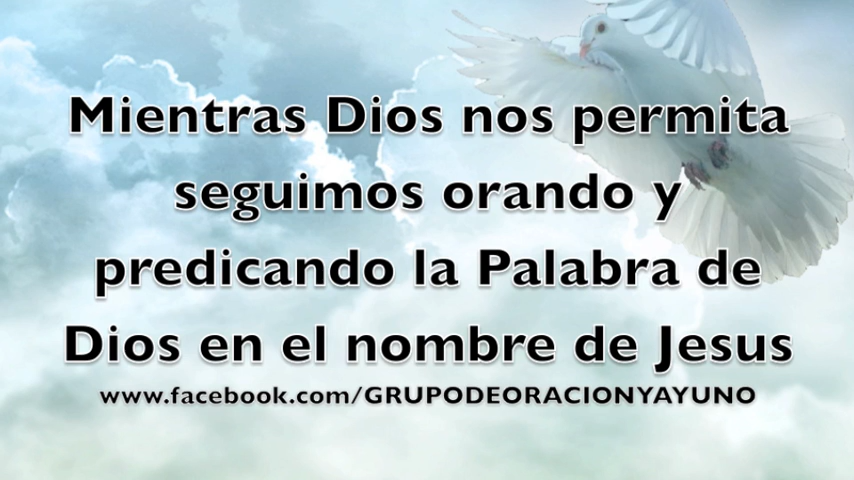 Mientras Dios nos permita
seguimos orando y
predicando la Palabra de
Dios en el nombre de Jesus
www.facebook.com/GRUPODEORACIONYAYUNO